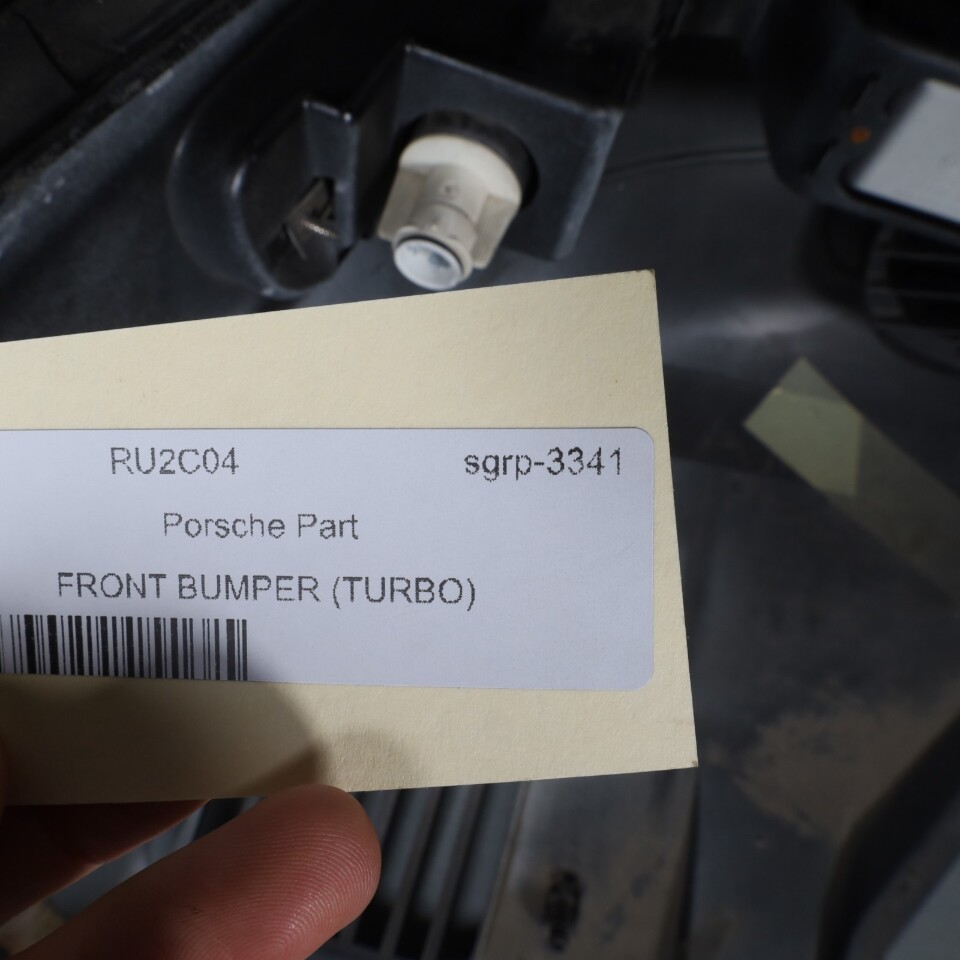 RU2C04 sgrp-3341
Porsche Part
FRONT BUMPER (TURBO)